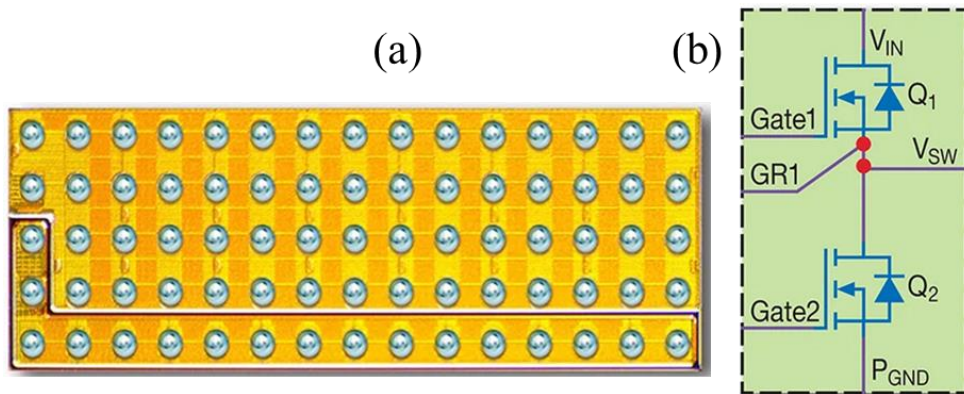 (a)
(b)
V_IN
Q_1
Gate1
V_SW
GR1
Q_2
Gate2
P_GND